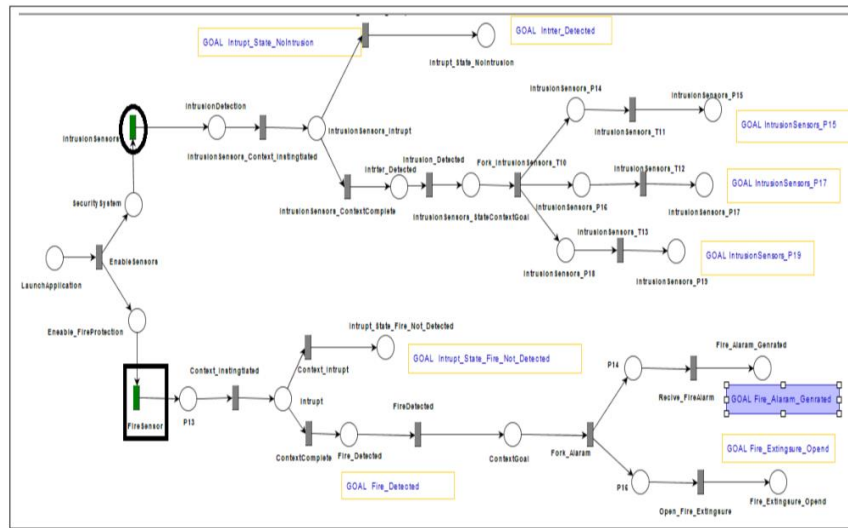 GOAL Intrupt_State_NoIntrusion
GOAL Intrter_Detected
Intrupt_State_NoIntrusion
IntrusionDetection
IntrusionSensors
IntrusionSensors_Context_Instingtiated
IntrusionSensors_Intrupt
IntrusionSensors_P14
IntrusionSensors_P15
IntrusionSensors_T11
GOAL IntrusionSensors_P15
Intrter_Detected
Intrusion_Detected
Fork_IntrusionSensors_T10
IntrusionSensors_T12
GOAL IntrusionSensors_P17
SecuritySystem
IntrusionSensors_ContextComplete
IntrusionSensors_StateContextGoal
IntrusionSensors_P16
IntrusionSensors_P17
IntrusionSensors_T13
GOAL IntrusionSensors_P19
EnableSensors
LaunchApplication
IntrusionSensors_P18
IntrusionSensors_P19
Eneable_FireProtection
Intrupt_State_Fire_Not_Detected
GOAL Intrupt_State_Fire_Not_Detected
Context_Instingtiated
Context_Intrupt
Fire_Alaram_Genrated
P14
Recive_FireAlarm
GOAL Fire_Alaram_Genrated
FireSensor
P13
Intrupt
FireDetected
ContextComplete
Fire_Detected
ContextGoal
Fork_Alaram
GOAL Fire_Extingsure_Opend
GOAL Fire_Detected
P16
Open_Fire_Extingsure
Fire_Extingsure_Opend